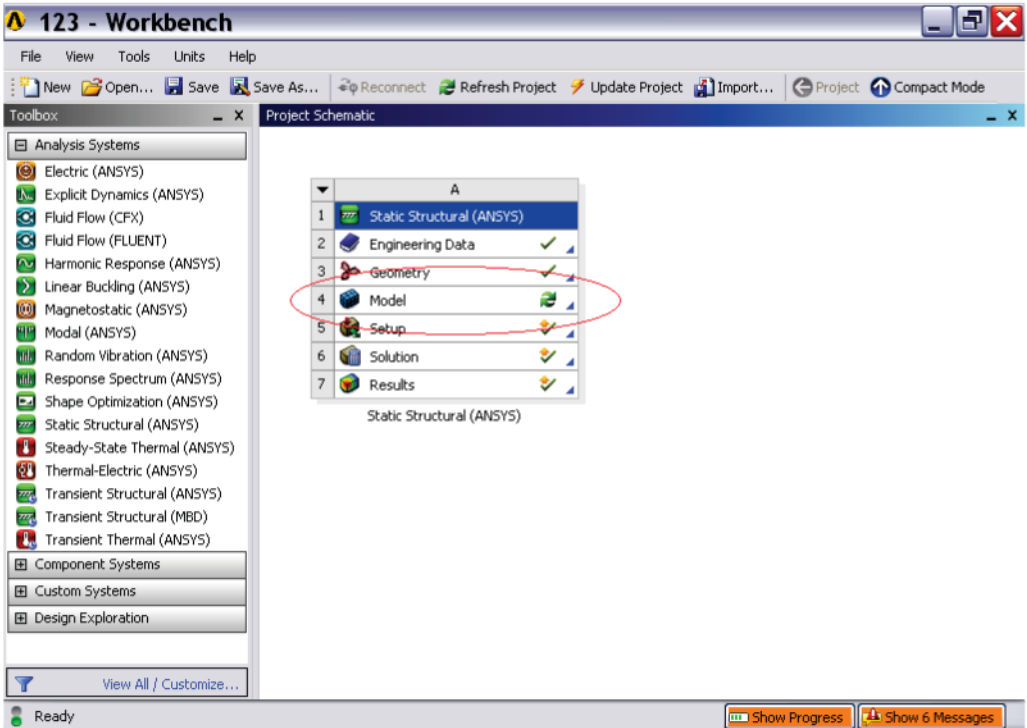 123 - Workbench
File View Tools Units Help
New Open... Save Save As... Reconnect Refresh Project Update Project Import... Project Compact Mode
Toolbox
Project Schematic
Analysis Systems
Electric (ANSYS)
Explicit Dynamics (ANSYS)
Fluid Flow (CFX)
Fluid Flow (FLUENT)
Harmonic Response (ANSYS)
Linear Buckling (ANSYS)
Magnetostatic (ANSYS)
Modal (ANSYS)
Random Vibration (ANSYS)
Response Spectrum (ANSYS)
Shape Optimization (ANSYS)
Static Structural (ANSYS)
Steady-State Thermal (ANSYS)
Thermal-Electric (ANSYS)
Transient Structural (ANSYS)
Transient Structural (MBD)
Transient Thermal (ANSYS)
Component Systems
Custom Systems
Design Exploration
View All / Customize...
A
1 Static Structural (ANSYS)
2 Engineering Data
3 Geometry
4 Model
5 Setup
6 Solution
7 Results
Static Structural (ANSYS)
Ready
Show Progress
Show 6 Messages